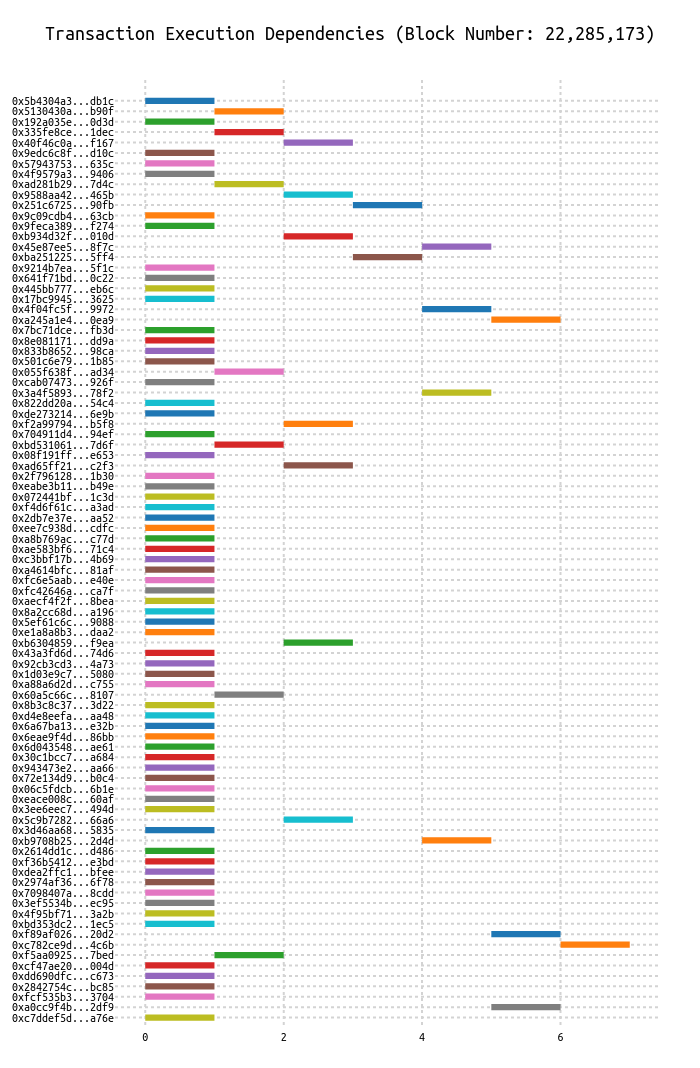 Transaction Execution Dependencies (Block Number: 22,285,173)
0x5b4304a3...db1c
0x5130430a...b90f
0x192a035e...0d3d
0x335fe8ce...1dec
0x40f46c0a...f167
0x9edc6c8f...d10c
0x57943753...635c
0x4f9579a3...9406
0xad281b29...7d4c
0x9588aa42...465b
0x251c6725...90fb
0x9c09cdb4...63cb
0x9feca389...f274
0xb934d32f...010d
0x45e87ee5...8f7c
0xba251225...5ff4
0x9214b7ea...5f1c
0x641f71bd...0c22
0x445bb777...eb6c
0x17bc9945...3625
0x4f04fc5f...9972
0xa245a1e4...0ea9
0x7bc71dce...fb3d
0x8e081171...dd9a
0x833b8652...98ca
0x501c6e79...1b85
0x055f638f...ad34
0xcab07473...926f
0x3a4f5893...78f2
0x822dd20a...54c4
0xde273214...6e9b
0xf2a99794...b5f8
0x704911d4...94ef
0xbd531061...7d6f
0x08f191ff...e653
0xad65ff21...c2f3
0x2f796128...1b30
0xeabe3b11...b49e
0x072441bf...1c3d
0xf4d6f61c...a3ad
0x2db7e37e...aa52
0xee7c938d...cdfc
0xa8b769ac...c77d
0xae583bf6...71c4
0xc3bbf17b...4b69
0xa4614bfc...81af
0xfc6e5aab...e40e
0xfc42646a...ca7f
0xaecf4f2f...8bea
0x8a2cc68d...a196
0x5ef61c6c...9088
0xe1a8a8b3...daa2
0xb6304859...f9ea
0x43a3fd6d...74d6
0x92cb3cd3...4a73
0x1d03e9c7...5080
0xa88a6d2d...c755
0x60a5c66c...8107
0x8b3c8c37...3d22
0xd4e8eefa...aa48
0x6a67ba13...e32b
0x6eae9f4d...86bb
0x6d043548...ae61
0x30c1bcc7...a684
0x943473e2...aa66
0x72e134d9...b0c4
0x06c5fdcb...6b1e
0xeace008c...60af
0x3ee6eec7...494d
0x5c9b7282...66a6
0x3d46aa68...5835
0xb9708b25...2d4d
0x2614dd1c...d486
0xf36b5412...e3bd
0xdea2ffc1...bfee
0x2974af36...6f78
0x7098407a...8cdd
0x3ef5534b...ec95
0x4f95bf71...3a2b
0xbd353dc2...1ec5
0xf89af026...20d2
0xc782ce9d...4c6b
0xf5aa0925...7bed
0xcf47ae20...004d
0xdd690dfc...c673
0x2842754c...bc85
0xfcf535b3...3704
0xa0cc9f4b...2df9
0xc7ddef5d...a76e
0 2 4 6